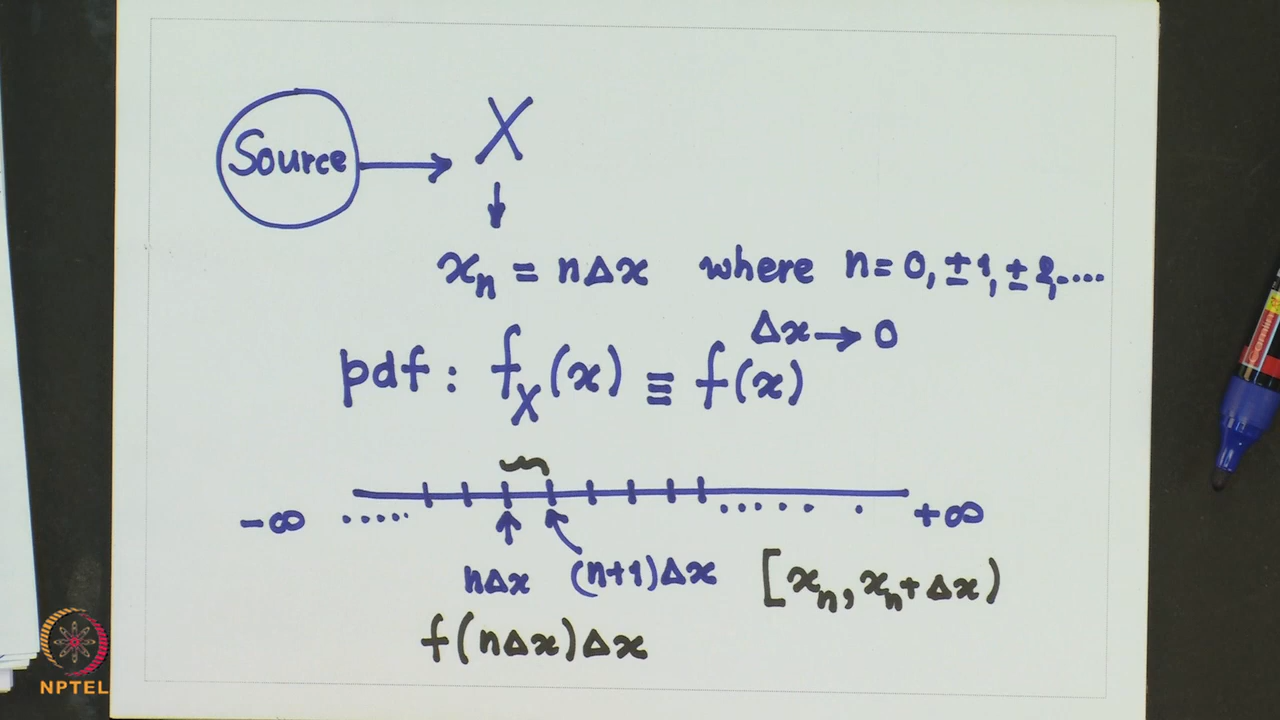 Source → X
↓
xₙ = nΔx where n = 0, ±1, ±2, ....
Δx → 0
pdf : f_X(x) ≡ f(x)
-∞ ..... ..... . +∞
nΔx (n+1)Δx [xₙ, xₙ + Δx)
f(nΔx)Δx
NPTEL